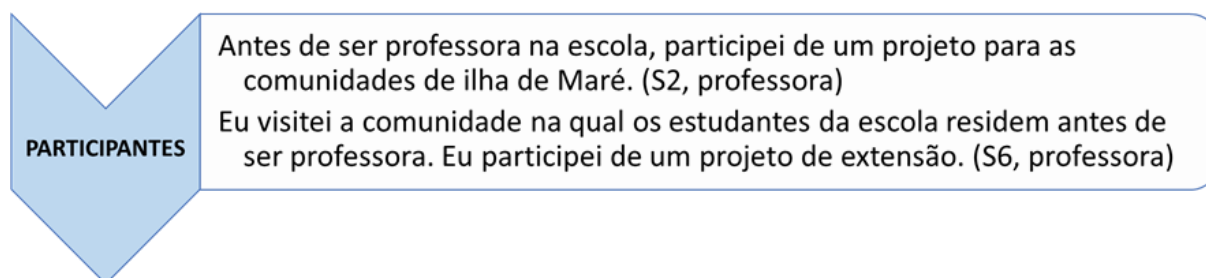 PARTICIPANTES
Antes de ser professora na escola, participei de um projeto para as
comunidades de ilha de Maré. (S2, professora)
Eu visitei a comunidade na qual os estudantes da escola residem antes de
ser professora. Eu participei de um projeto de extensão. (S6, professora)